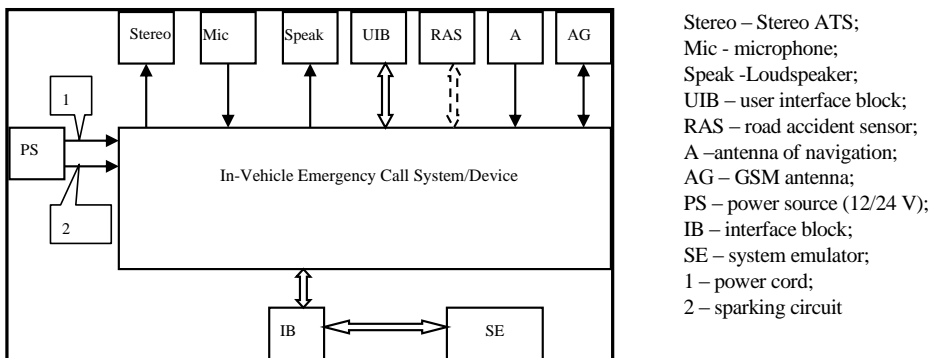 Stereo
Mic
Speak
UIB
RAS
A
AG
1
PS
In-Vehicle Emergency Call System/Device
2
IB
SE
Stereo – Stereo ATS;
Mic - microphone;
Speak -Loudspeaker;
UIB – user interface block;
RAS – road accident sensor;
A –antenna of navigation;
AG – GSM antenna;
PS – power source (12/24 V);
IB – interface block;
SE – system emulator;
1 – power cord;
2 – sparking circuit